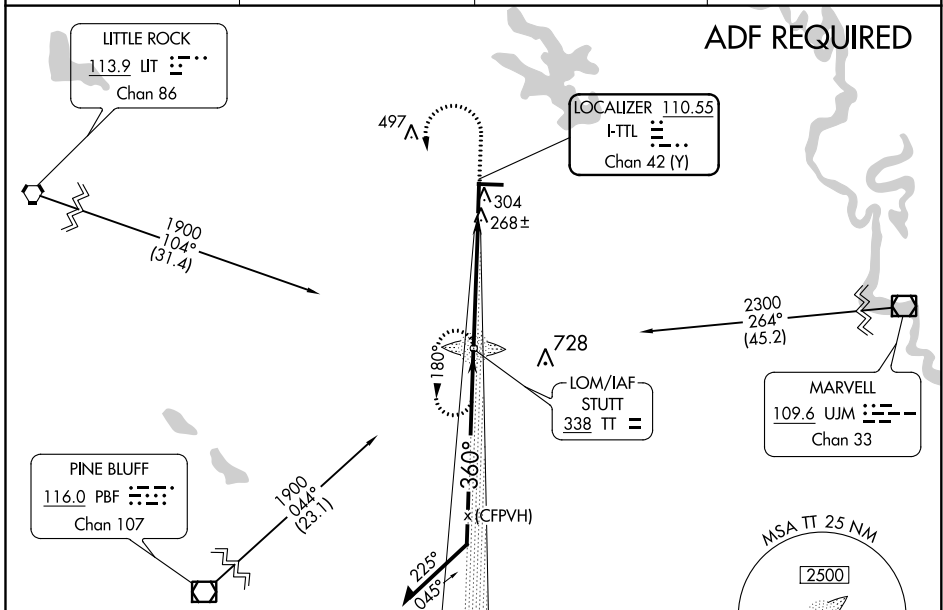 ADF REQUIRED
LITTLE ROCK
113.9 LIT
Chan 86
497
LOCALIZER 110.55
I-TTL
Chan 42 (Y)
304
268±
1900
104°
(31.4)
2300
264°
(45.2)
728
180°
LOM/IAF
STUTT
338 TT
MARVELL
109.6 UJM
Chan 33
PINE BLUFF
116.0 PBF
Chan 107
1900
044°
(23.1)
360°
(CFPVH)
225°
045°
MSA TT 25 NM
2500